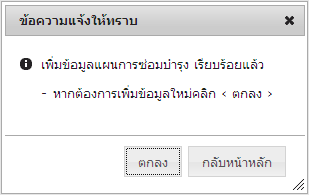 ข้อความแจ้งให้ทราบ
เพิ่มข้อมูลแผนการซ่อมบำรุง เรียบร้อยแล้ว
- หากต้องการเพิ่มข้อมูลใหม่คลิก < ตกลง >
ตกลง
กลับหน้าหลัก